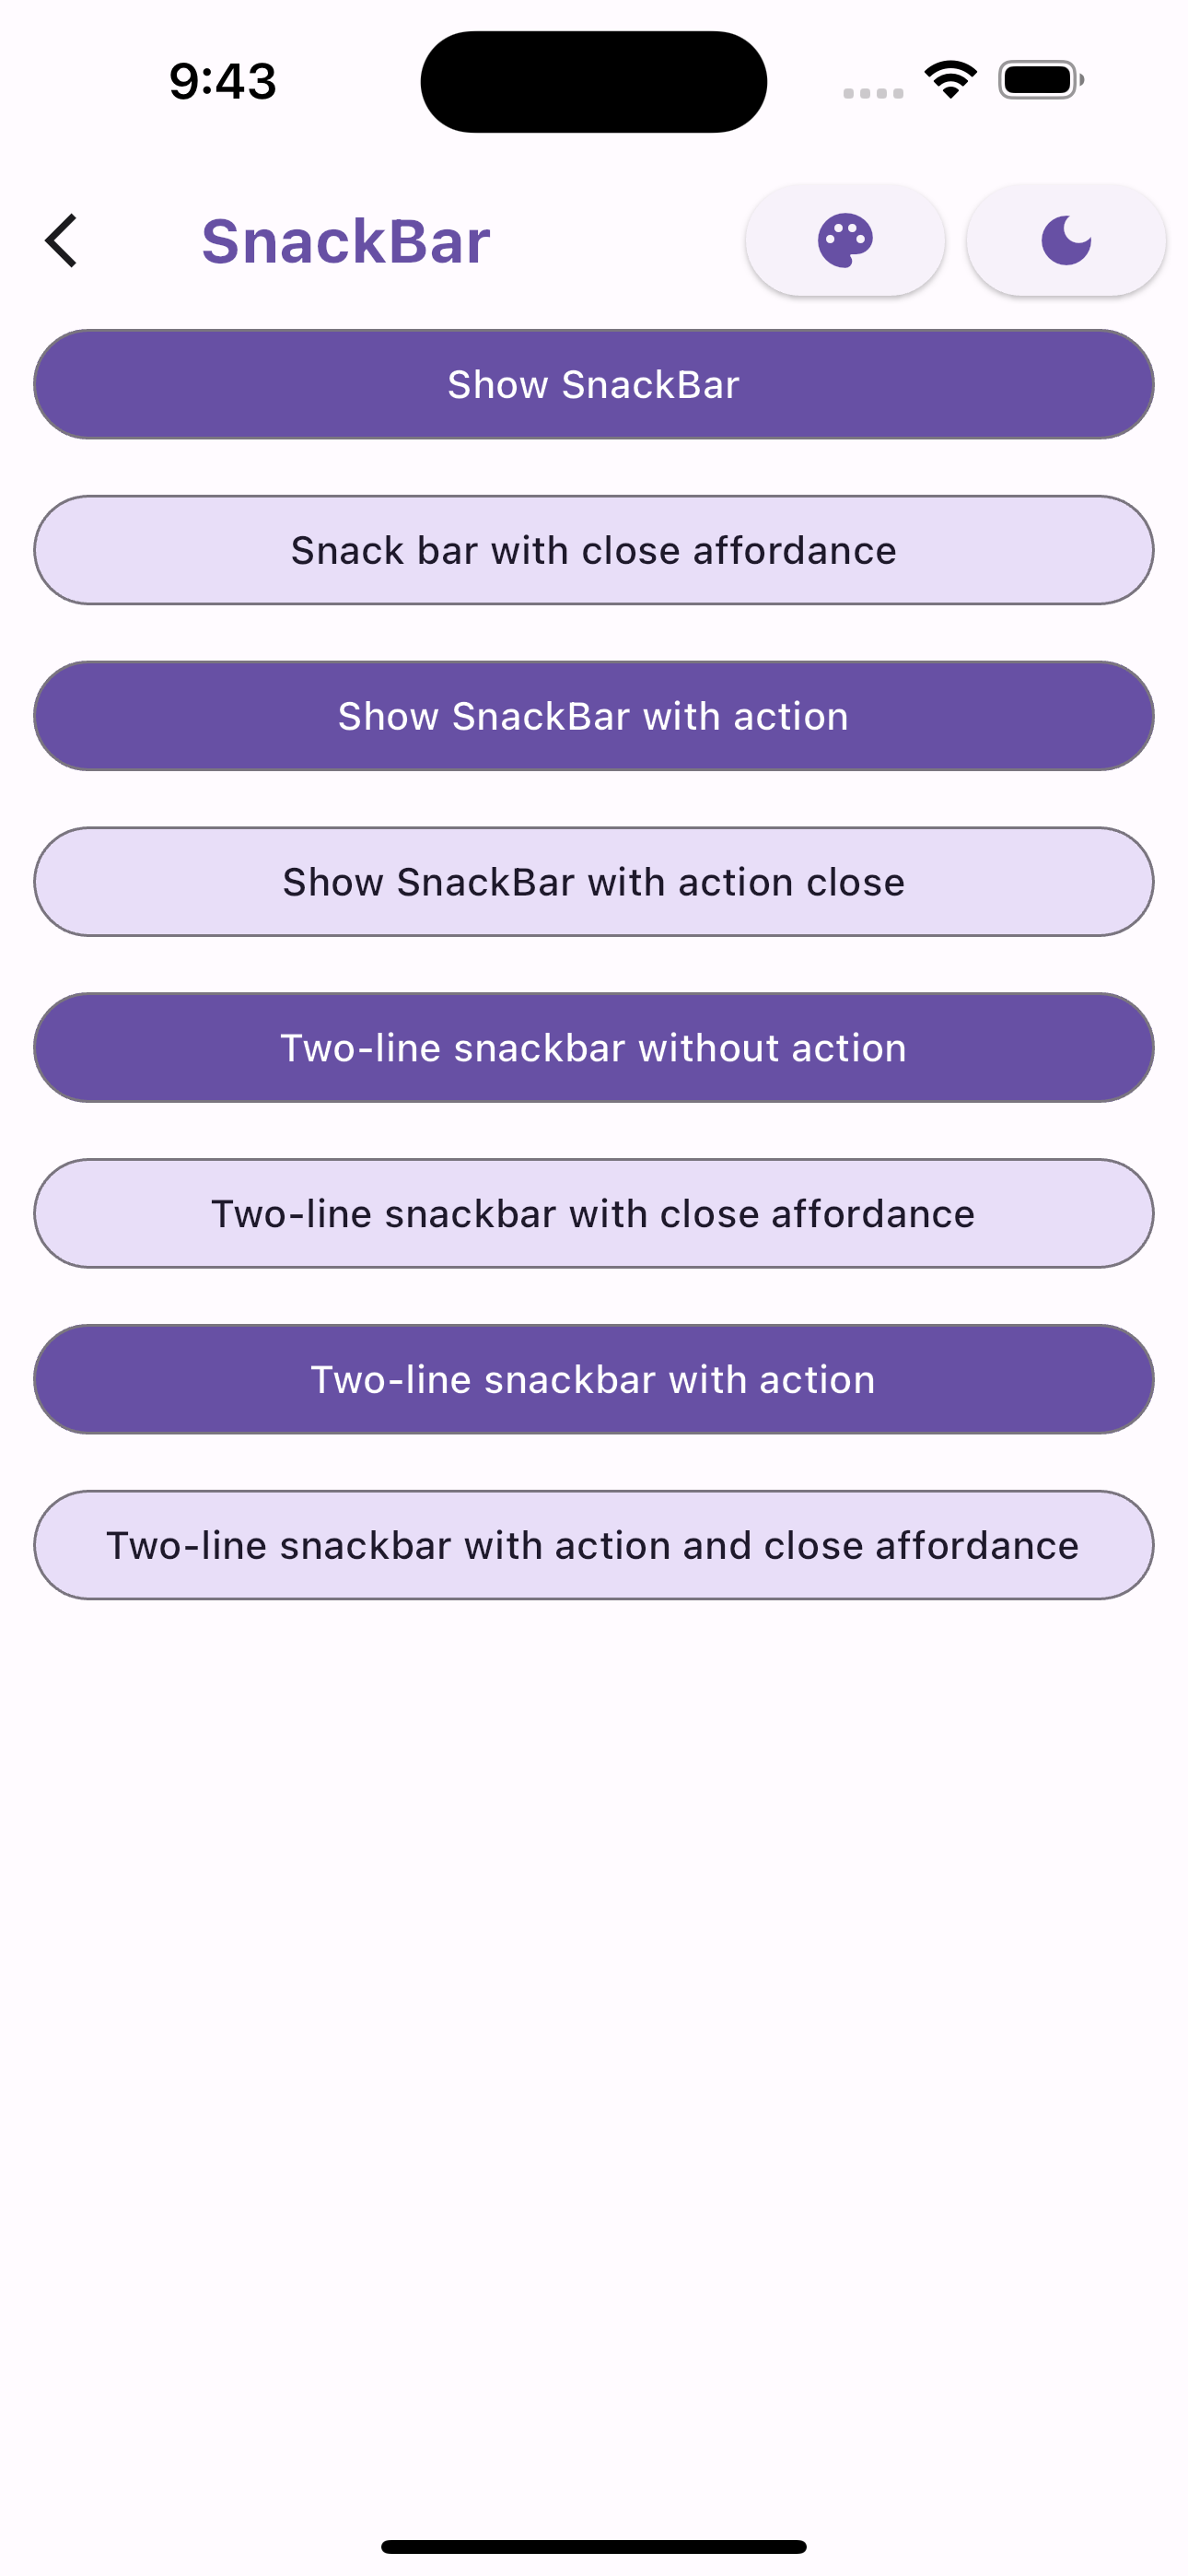 9:43
SnackBar
Show SnackBar
Snack bar with close affordance
Show SnackBar with action
Show SnackBar with action close
Two-line snackbar without action
Two-line snackbar with close affordance
Two-line snackbar with action
Two-line snackbar with action and close affordance